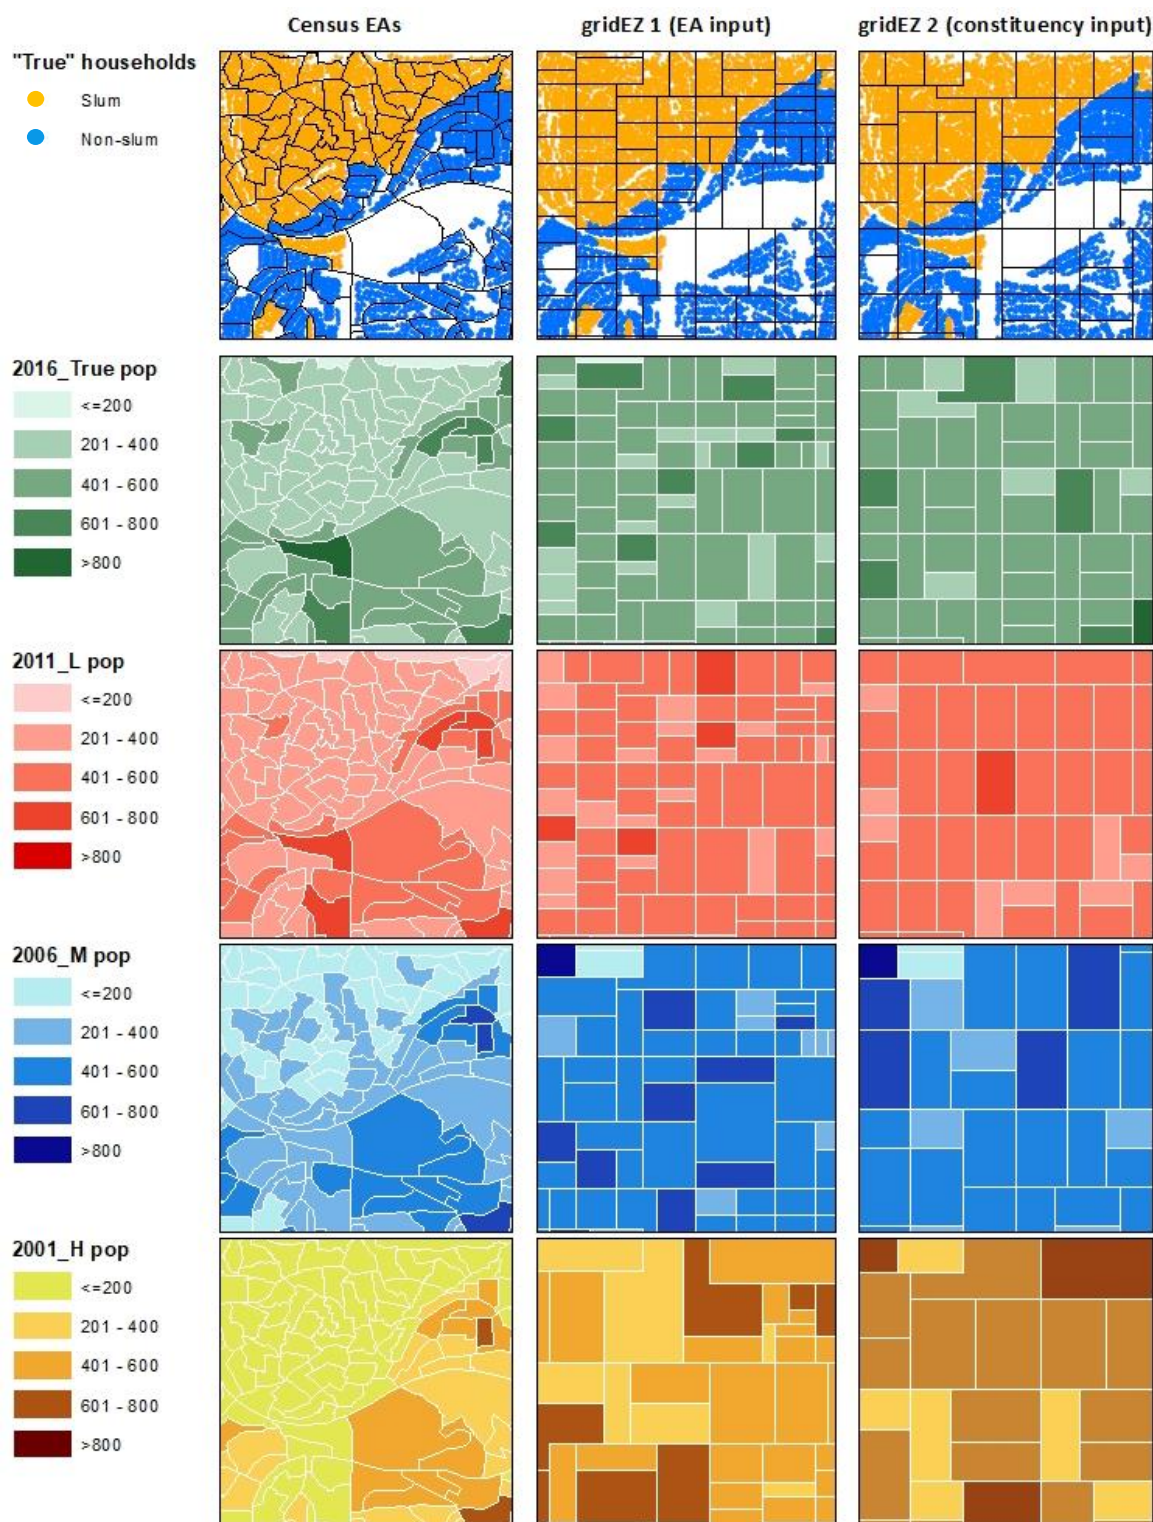 Census EAs
gridEZ 1 (EA input)
gridEZ 2 (constituency input)
"True" households
Slum
Non-slum
2016_True pop
<=200
201 - 400
401 - 600
601 - 800
>800
2011_L pop
<=200
201 - 400
401 - 600
601 - 800
>800
2006_M pop
<=200
201 - 400
401 - 600
601 - 800
>800
2001_H pop
<=200
201 - 400
401 - 600
601 - 800
>800